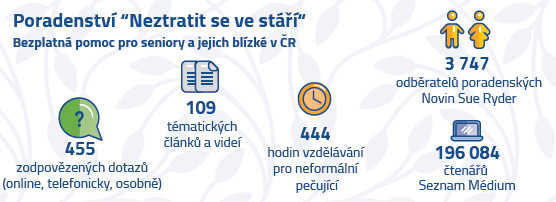 Poradenství “Neztratit se ve stáří“
Bezplatná pomoc pro seniory a jejich blízké v ČR
?
455
zodpovězených dotazů
(online, telefonicky, osobně)
109
tématických
článků a videí
444
hodin vzdělávání
pro neformální
pečující
3 747
odběratelů poradenských
Novin Sue Ryder
196 084
čtenářů
Seznam Médium